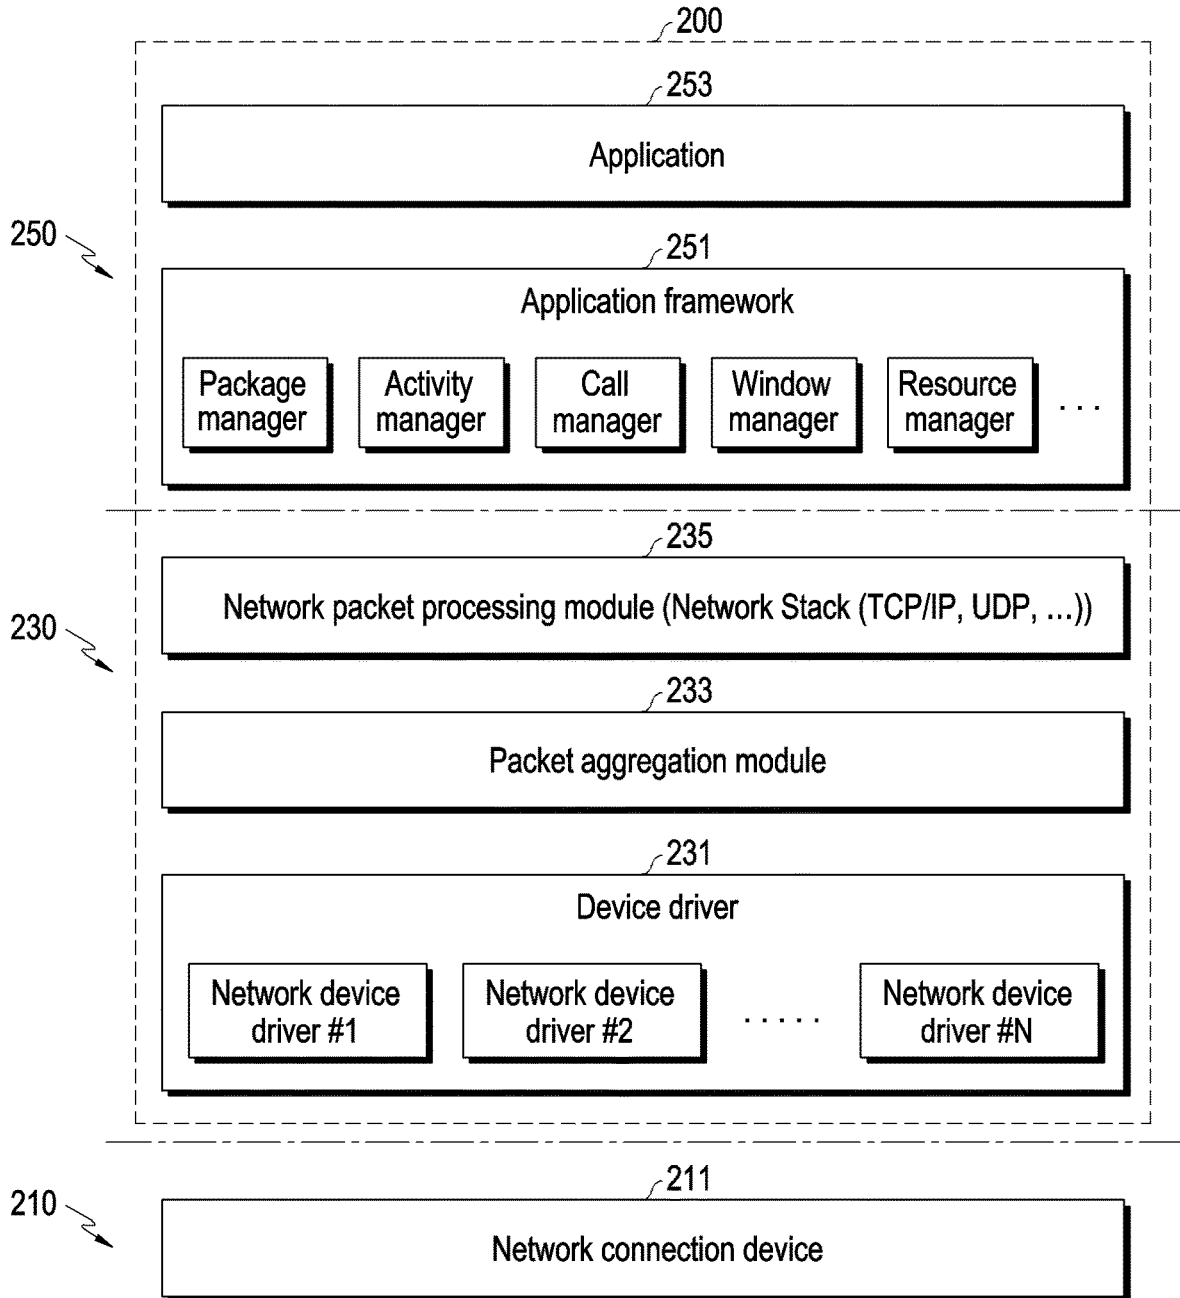 200
253
Application
250
251
Application framework
Package manager
Activity manager
Call manager
Window manager
Resource manager
. . .
235
Network packet processing module (Network Stack (TCP/IP, UDP, ...))
230
233
Packet aggregation module
231
Device driver
Network device driver #1
Network device driver #2
. . . . .
Network device driver #N
211
210
Network connection device